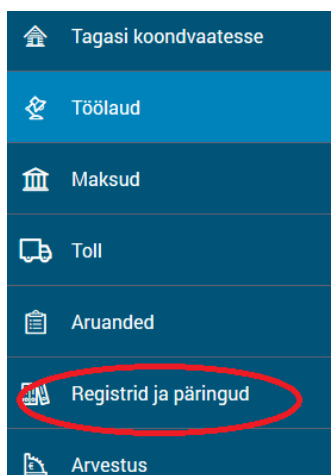 Tagasi koondvaatesse
Töölaud
Maksud
Toll
Aruanded
Registrid ja päringud
Arvestus